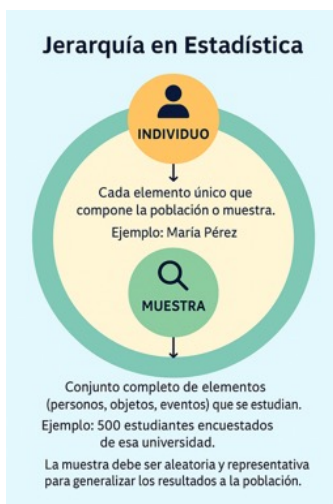 Jerarquía en Estadística
INDIVIDUO
Cada elemento único que
compone la población o muestra.
Ejemplo: María Pérez
MUESTRA
Conjunto completo de elementos
(personos, objetos, eventos) que se estudian.
Ejemplo: 500 estudiantes encuestados
de esa universidad.
La muestra debe ser aleatoria y representativa
para generalizar los resultados a la población.